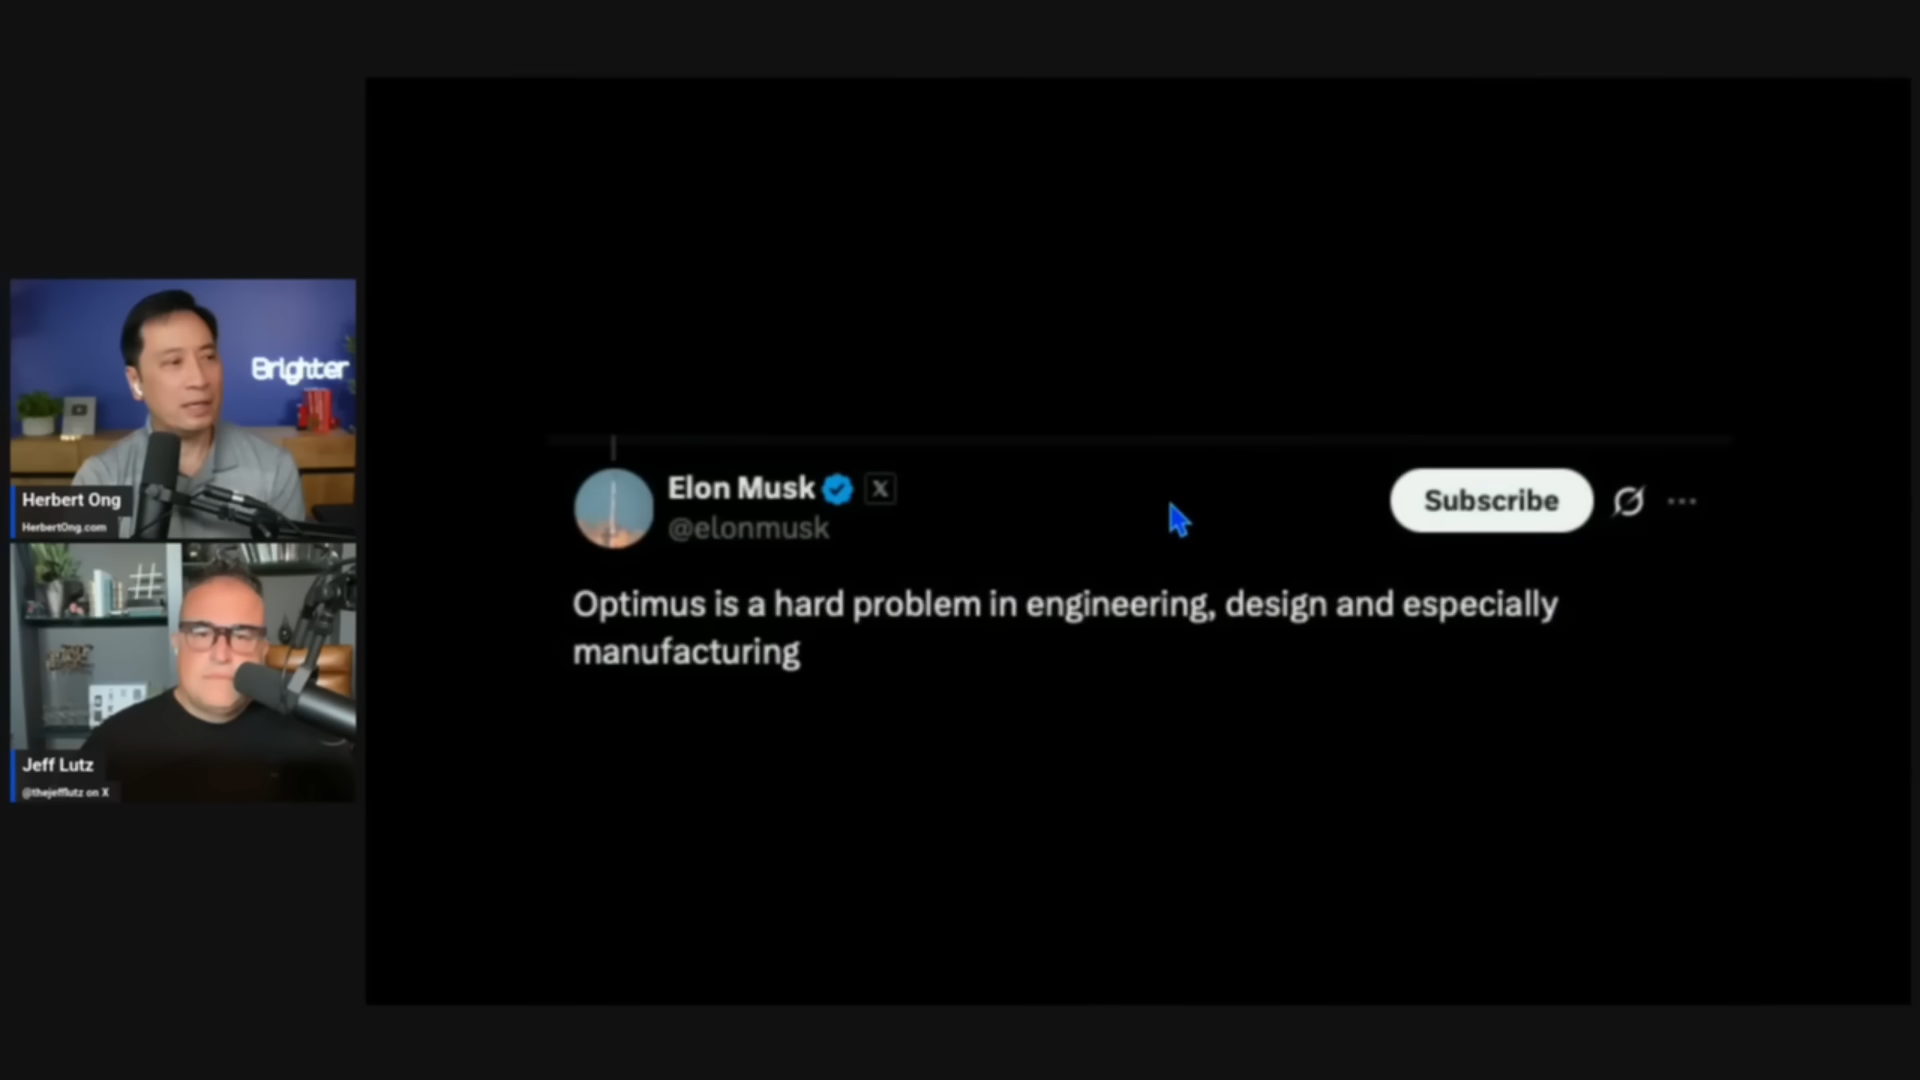 Brighter
Herbert Ong
HerbertOng.com
#
Jeff Lutz
@thejefflutz on X
Elon Musk
@elonmusk
Subscribe
Optimus is a hard problem in engineering, design and especially
manufacturing